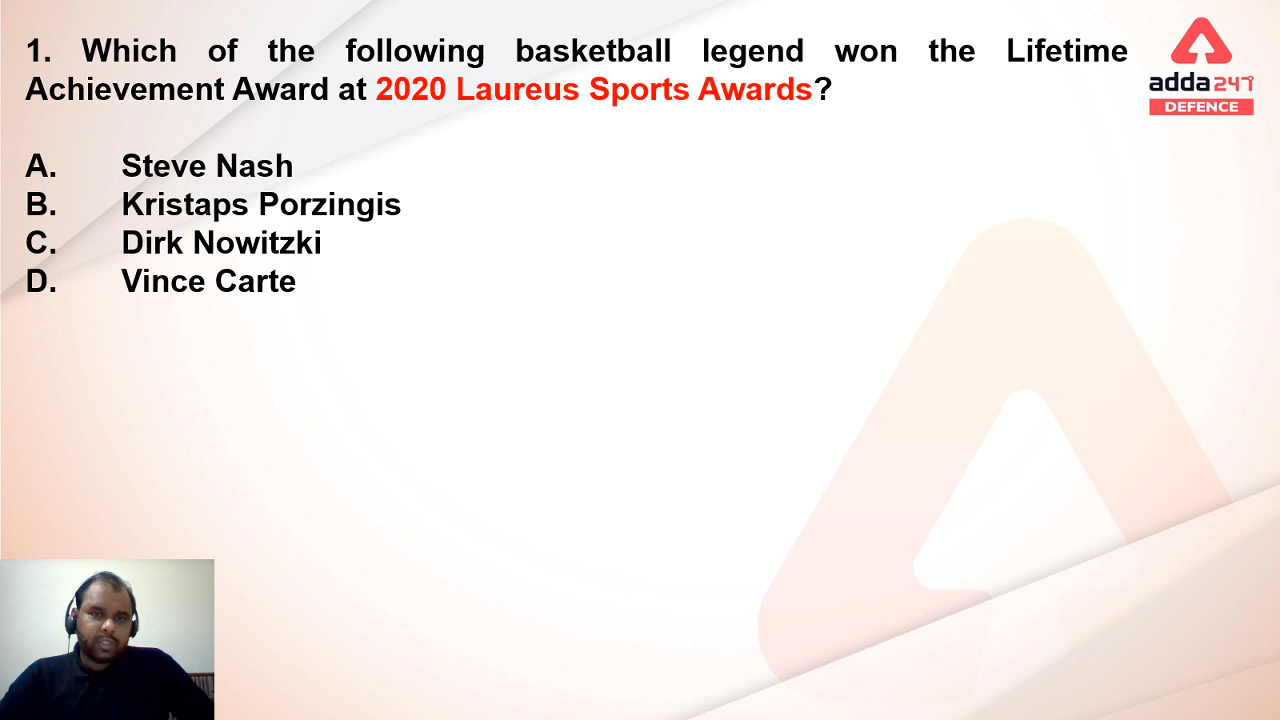 1. Which of the following basketball legend won the Lifetime
Achievement Award at 2020 Laureus Sports Awards?
adda247
DEFENCE
A. Steve Nash
B. Kristaps Porzingis
C. Dirk Nowitzki
D. Vince Carte